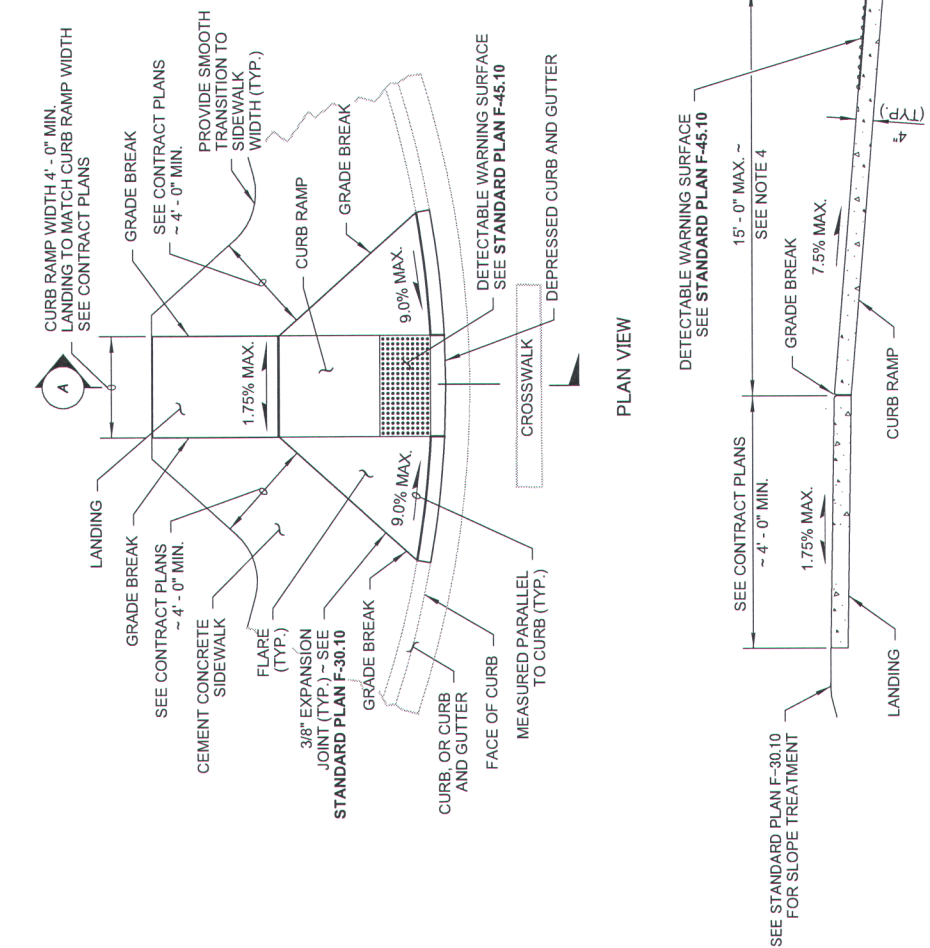 CURB RAMP WIDTH 4' - 0" MIN.
LANDING TO MATCH CURB RAMP WIDTH
SEE CONTRACT PLANS
A
GRADE BREAK
SEE CONTRACT PLANS
~ 4' - 0" MIN.
PROVIDE SMOOTH
TRANSITION TO
SIDEWALK
WIDTH (TYP.)
CURB RAMP
GRADE BREAK
DETECTABLE WARNING SURFACE
SEE STANDARD PLAN F-45.10
DEPRESSED CURB AND GUTTER
LANDING
GRADE BREAK
SEE CONTRACT PLANS
~ 4' - 0" MIN.
CEMENT CONCRETE
SIDEWALK
FLARE
(TYP.)
3/8" EXPANSION
JOINT (TYP.) ~ SEE
STANDARD PLAN F-30.10
GRADE BREAK
CURB, OR CURB
AND GUTTER
FACE OF CURB
MEASURED PARALLEL
TO CURB (TYP.)
1.75% MAX.
9.0% MAX.
9.0% MAX.
CROSSWALK
PLAN VIEW
DETECTABLE WARNING SURFACE
SEE STANDARD PLAN F-45.10
15' - 0" MAX. ~
SEE NOTE 4
GRADE BREAK
7.5% MAX.
4"
(TYP.)
CURB RAMP
SEE CONTRACT PLANS
~ 4' - 0" MIN.
1.75% MAX.
LANDING
SEE STANDARD PLAN F-30.10
FOR SLOPE TREATMENT